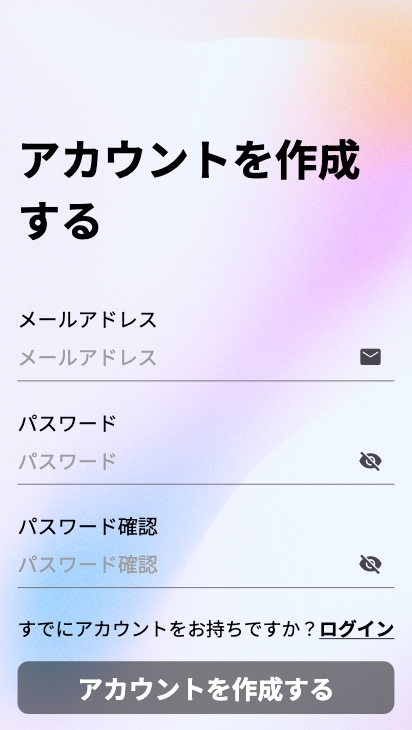 アカウントを作成
する
メールアドレス
メールアドレス
パスワード
パスワード
パスワード確認
パスワード確認
すでにアカウントをお持ちですか？ログイン
アカウントを作成する